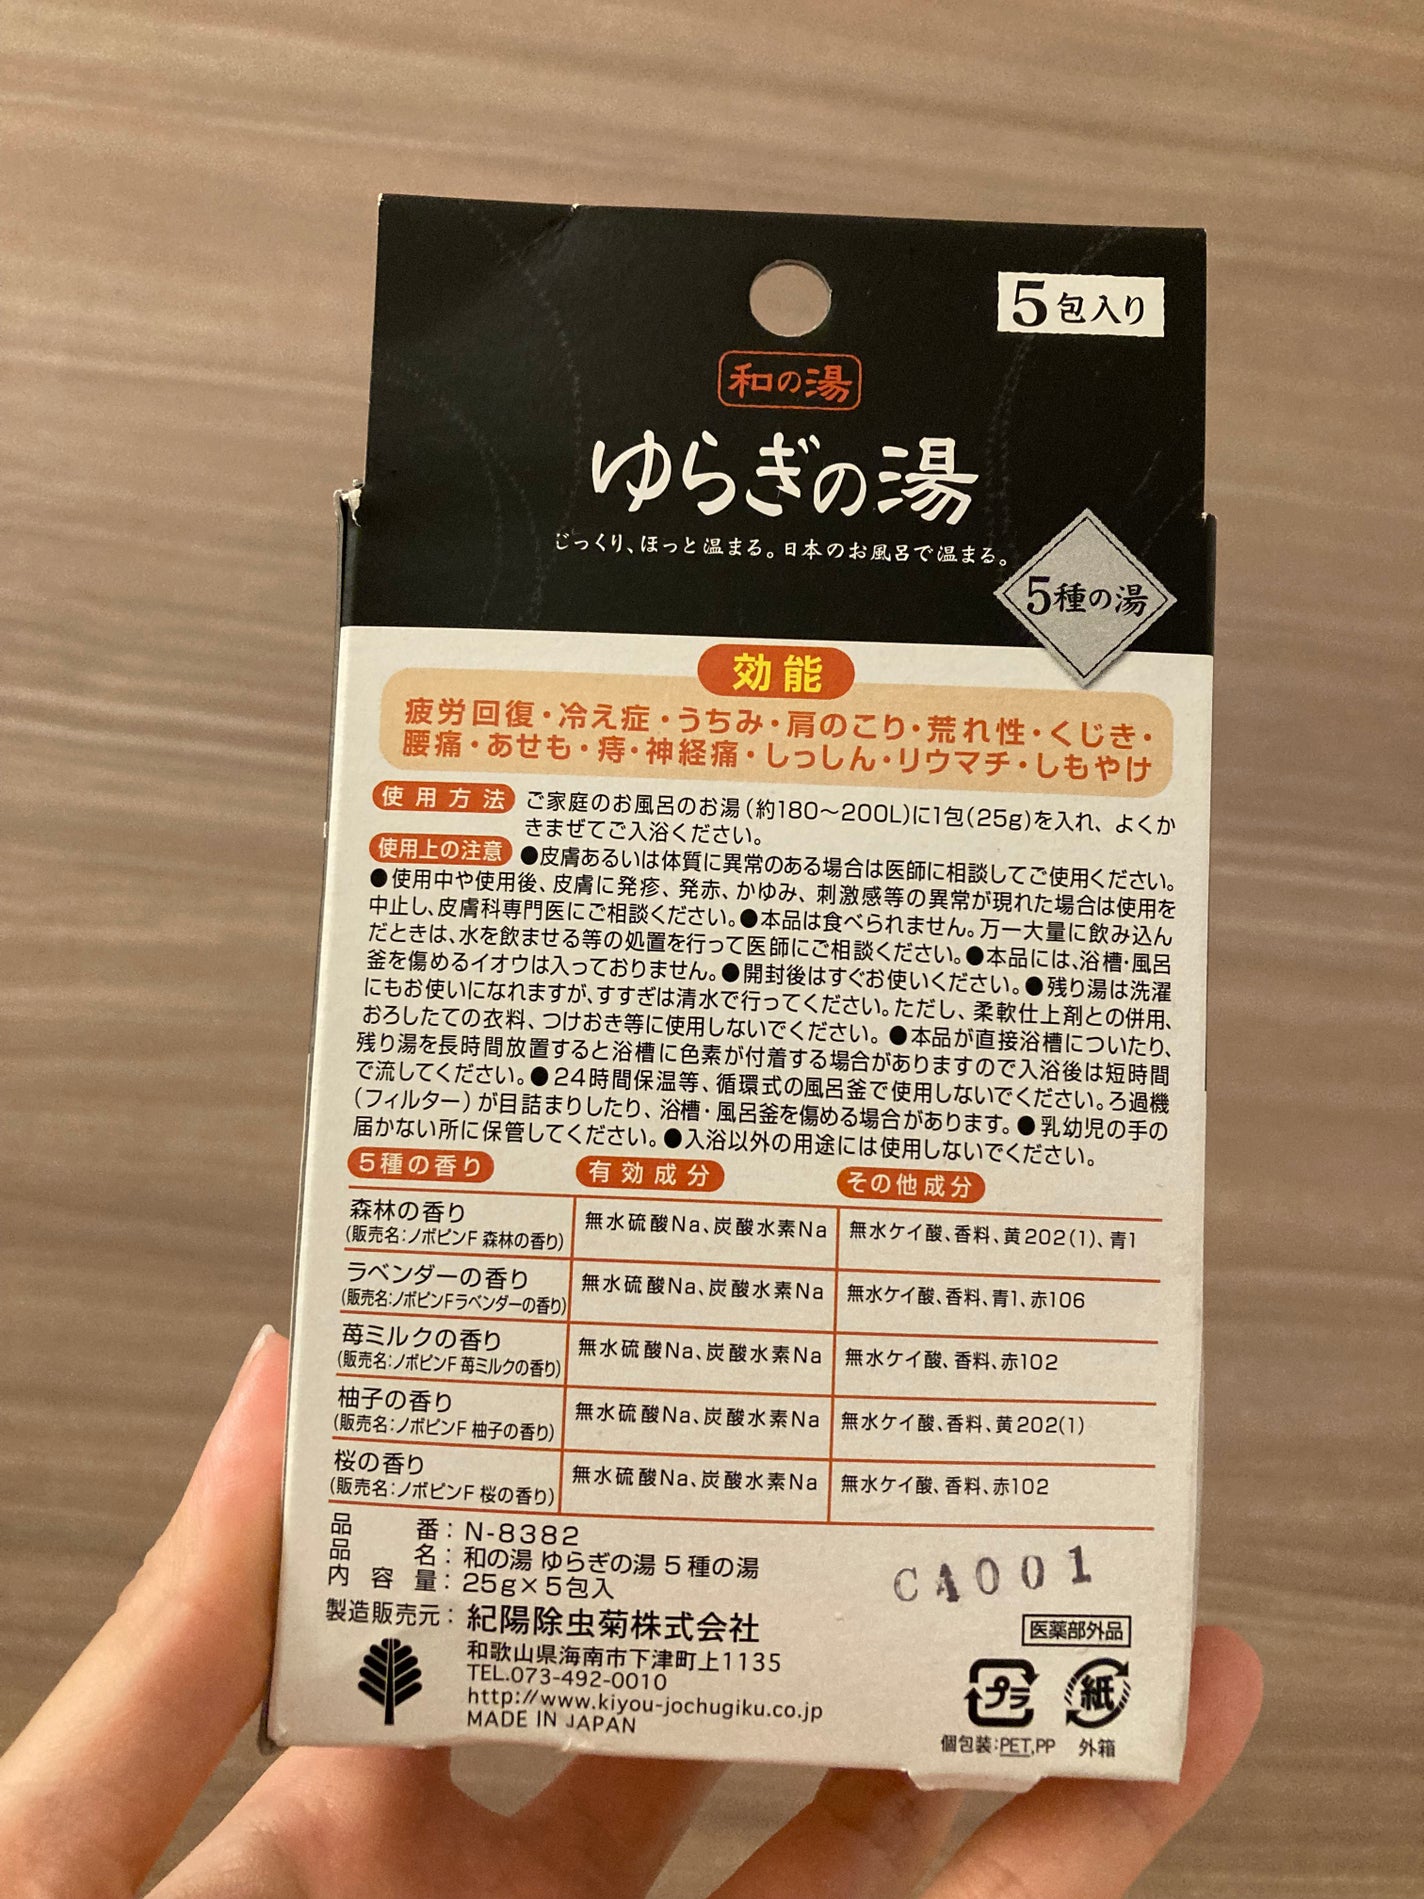 5包入り
和の湯
ゆらぎの湯
じっくり、ほっと温まる。日本のお風呂で温まる。
5種の湯
効能
疲労回復・冷え症・うちみ・肩のこり・荒れ性・くじき・
腰痛・あせも・痔・神経痛・しっしん・リウマチ・しもやけ
使用方法 ご家庭のお風呂のお湯(約180〜200L)に1包(25g)を入れ、よくか
きまぜてご入浴ください。
使用上の注意 ●皮膚あるいは体質に異常のある場合は医師に相談してご使用ください。
●使用中や使用後、皮膚に発疹、発赤、かゆみ、刺激感等の異常が現れた場合は使用を
中止し、皮膚科専門医にご相談ください。●本品は食べられません。万一大量に飲み込ん
だときは、水を飲ませる等の処置を行って医師にご相談ください。●本品には、浴槽・風呂
釜を傷めるイオウは入っておりません。●開封後はすぐお使いください。●残り湯は洗濯
にもお使いになれますが、すすぎは清水で行ってください。ただし、柔軟仕上剤との併用、
おろしたての衣料、つけおき等に使用しないでください。●本品が直接浴槽についたり、
残り湯を長時間放置すると浴槽に色素が付着する場合がありますので入浴後は短時間
で流してください。●24時間保温等、循環式の風呂釜で使用しないでください。ろ過機
(フィルター)が目詰まりしたり、浴槽・風呂釜を傷める場合があります。●乳幼児の手の
届かない所に保管してください。●入浴以外の用途には使用しないでください。
5種の香り 有効成分 その他成分
森林の香り
(販売名:ノボピンF 森林の香り) 無水硫酸Na、炭酸水素Na 無水ケイ酸、香料、黄202(1)、青1
ラベンダーの香り
(販売名:ノボピンFラベンダーの香り) 無水硫酸Na、炭酸水素Na 無水ケイ酸、香料、青1、赤106
苺ミルクの香り
(販売名:ノボピンF 苺ミルクの香り) 無水硫酸Na、炭酸水素Na 無水ケイ酸、香料、赤102
柚子の香り
(販売名:ノボピンF 柚子の香り) 無水硫酸Na、炭酸水素Na 無水ケイ酸、香料、黄202(1)
桜の香り
(販売名:ノボピンF 桜の香り) 無水硫酸Na、炭酸水素Na 無水ケイ酸、香料、赤102
品番:N-8382
品名:和の湯 ゆらぎの湯 5種の湯
内容量:25g×5包入
製造販売元:紀陽除虫菊株式会社
和歌山県海南市下津町上1135
TEL.073-492-0010
http://www.kiyou-jochugiku.co.jp
MADE IN JAPAN
CA001
医薬部外品
プラ 紙
個包装:PET,PP 外箱